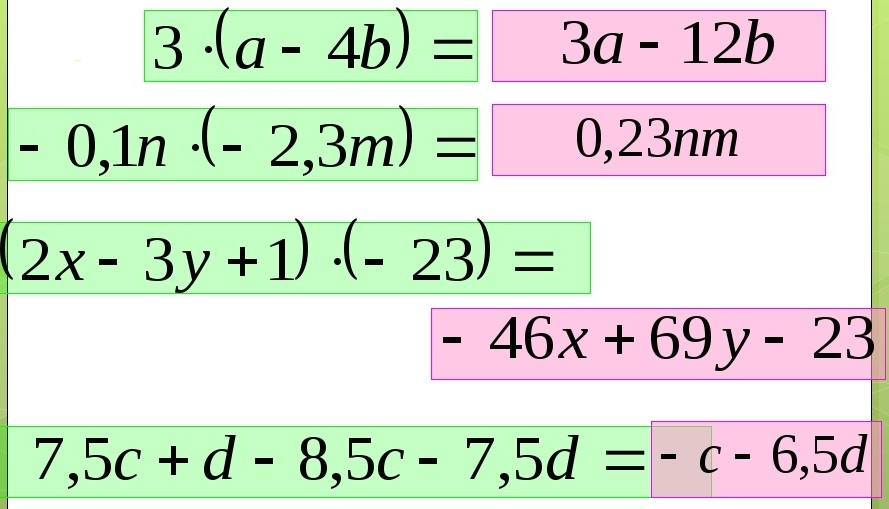 3 ·(a − 4b) = 3a − 12b
− 0,1n ·(− 2,3m) = 0,23nm
(2x − 3y + 1) ·(− 23) =
− 46x + 69y − 23
7,5c + d − 8,5c − 7,5d = − c − 6,5d